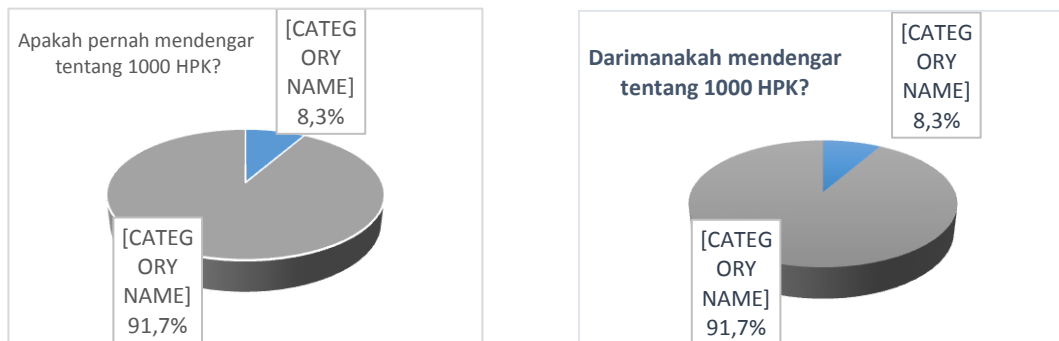 Apakah pernah mendengar
tentang 1000 HPK?
[CATEG
ORY
NAME]
8,3%
[CATEG
ORY
NAME]
91,7%
Darimanakah mendengar
tentang 1000 HPK?
[CATEG
ORY
NAME]
8,3%
[CATEG
ORY
NAME]
91,7%